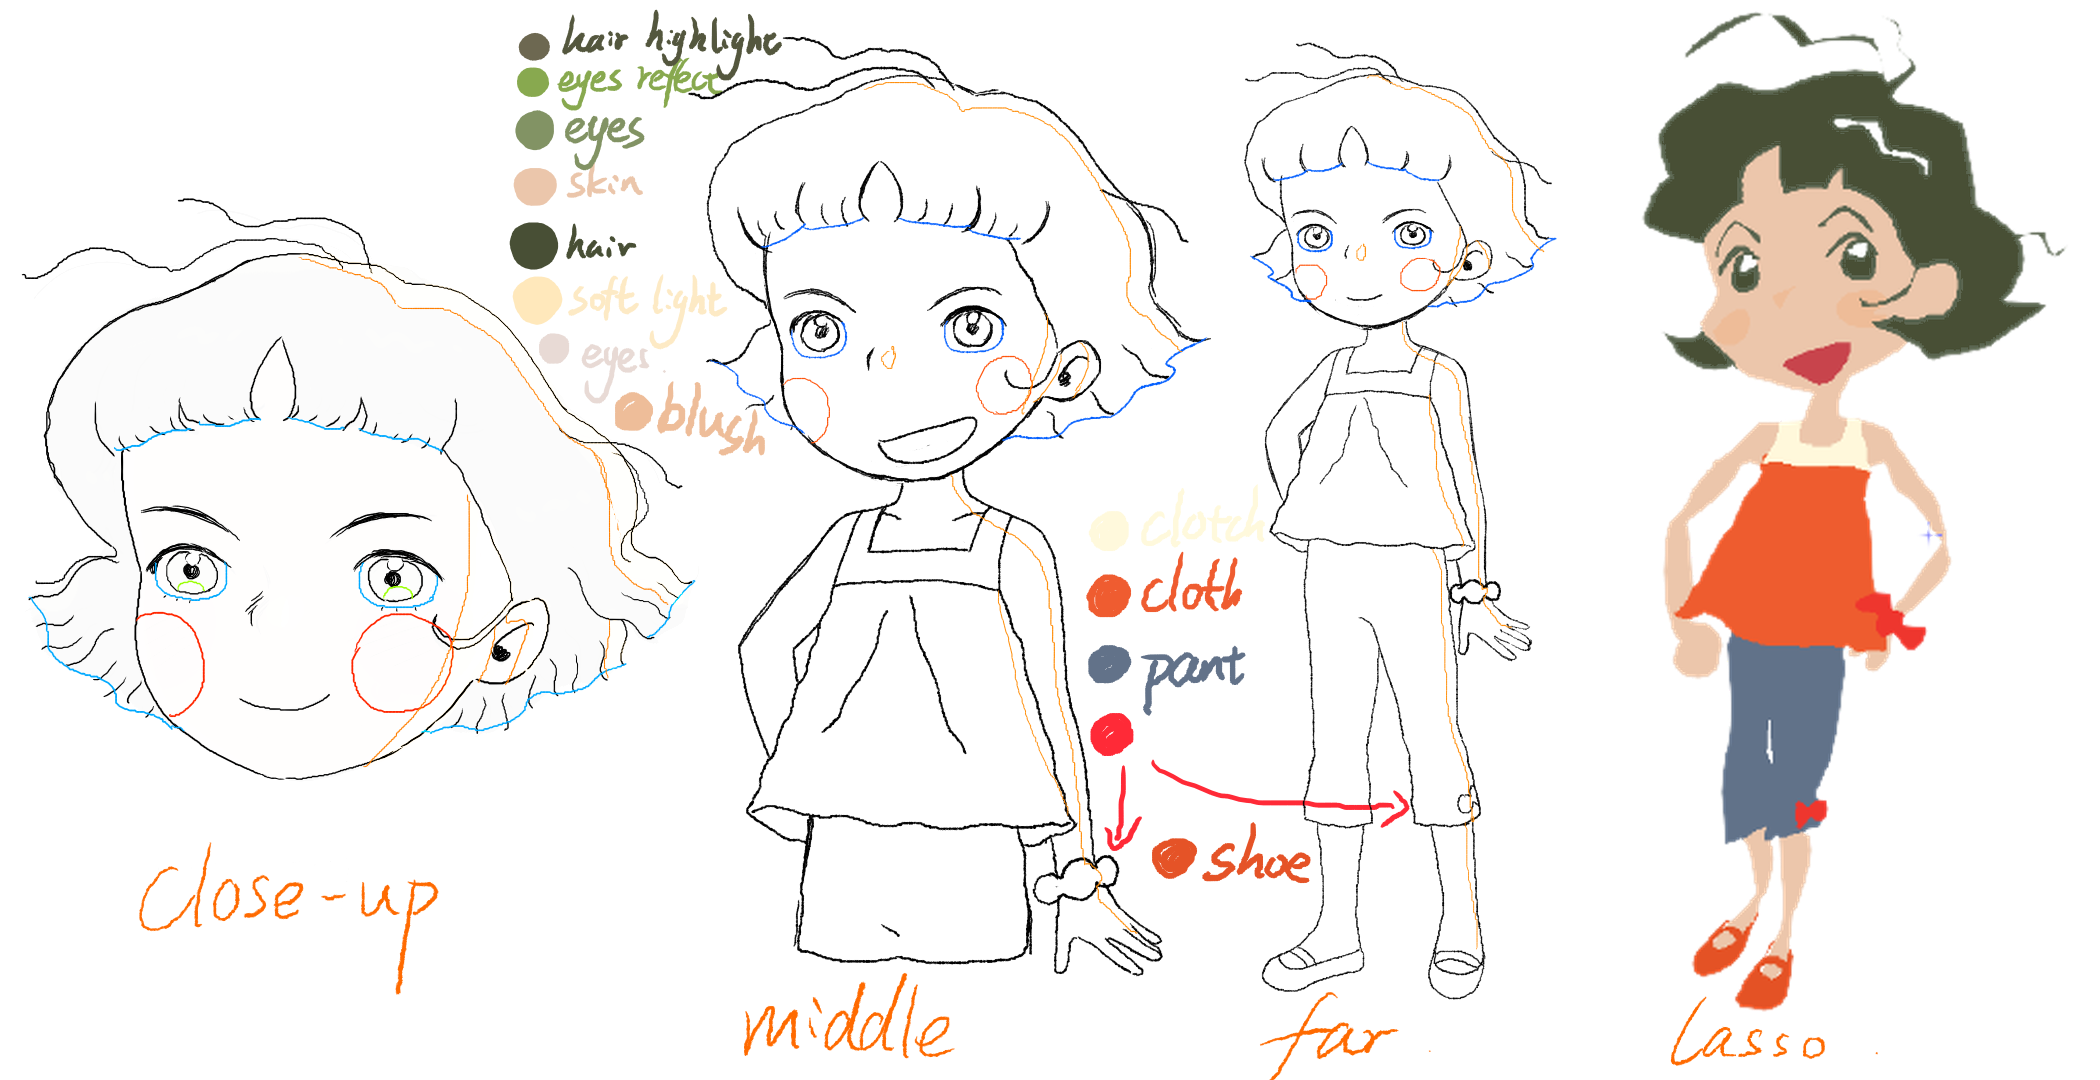 hair highlight
eyes reflect
eyes
skin
hair
soft light
eyes
blush
clotch
cloth
pant
shoe
close-up
middle
far
Lasso